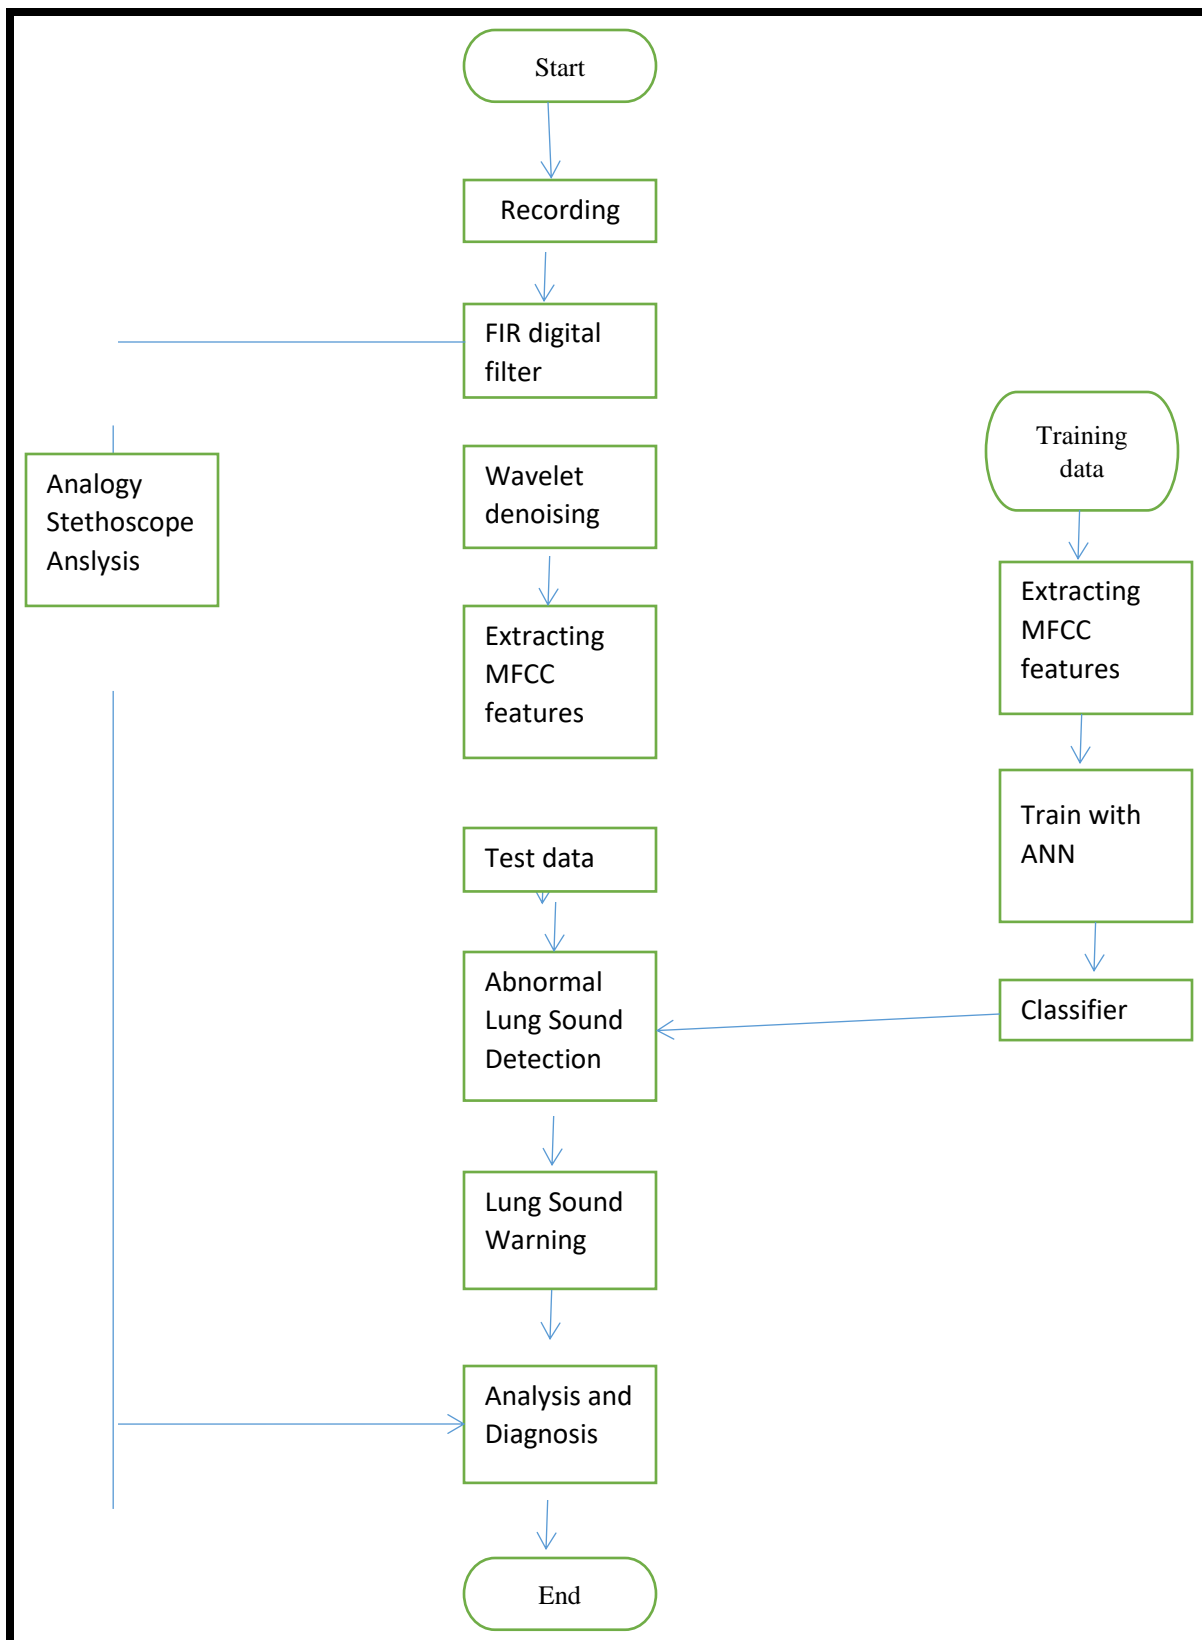 Start
Recording
FIR digital
filter
Analogy
Stethoscope
Anslysis
Wavelet
denoising
Extracting
MFCC
features
Test data
Abnormal
Lung Sound
Detection
Lung Sound
Warning
Analysis and
Diagnosis
End
Training
data
Extracting
MFCC
features
Train with
ANN
Classifier